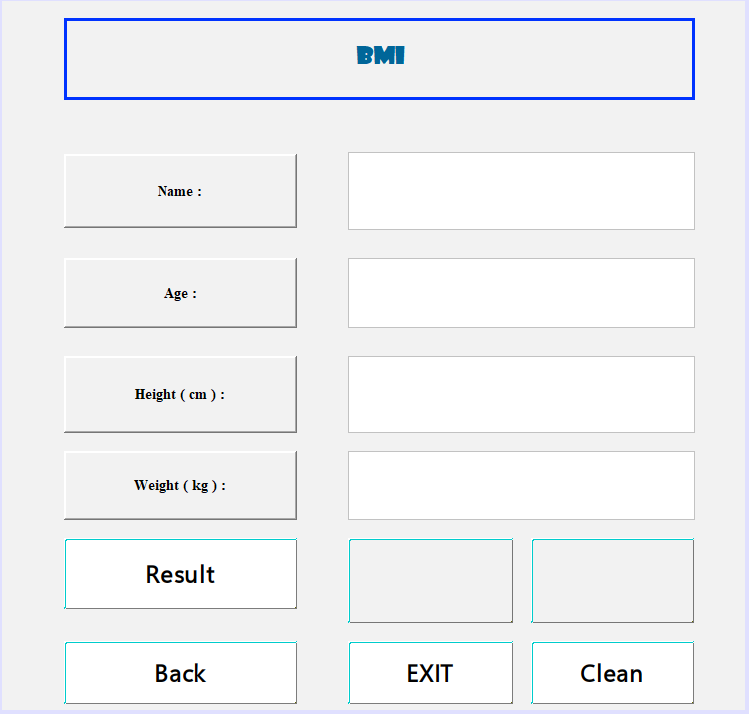 BMI
Name :
Age :
Height ( cm ) :
Weight ( kg ) :
Result
Back
EXIT
Clean